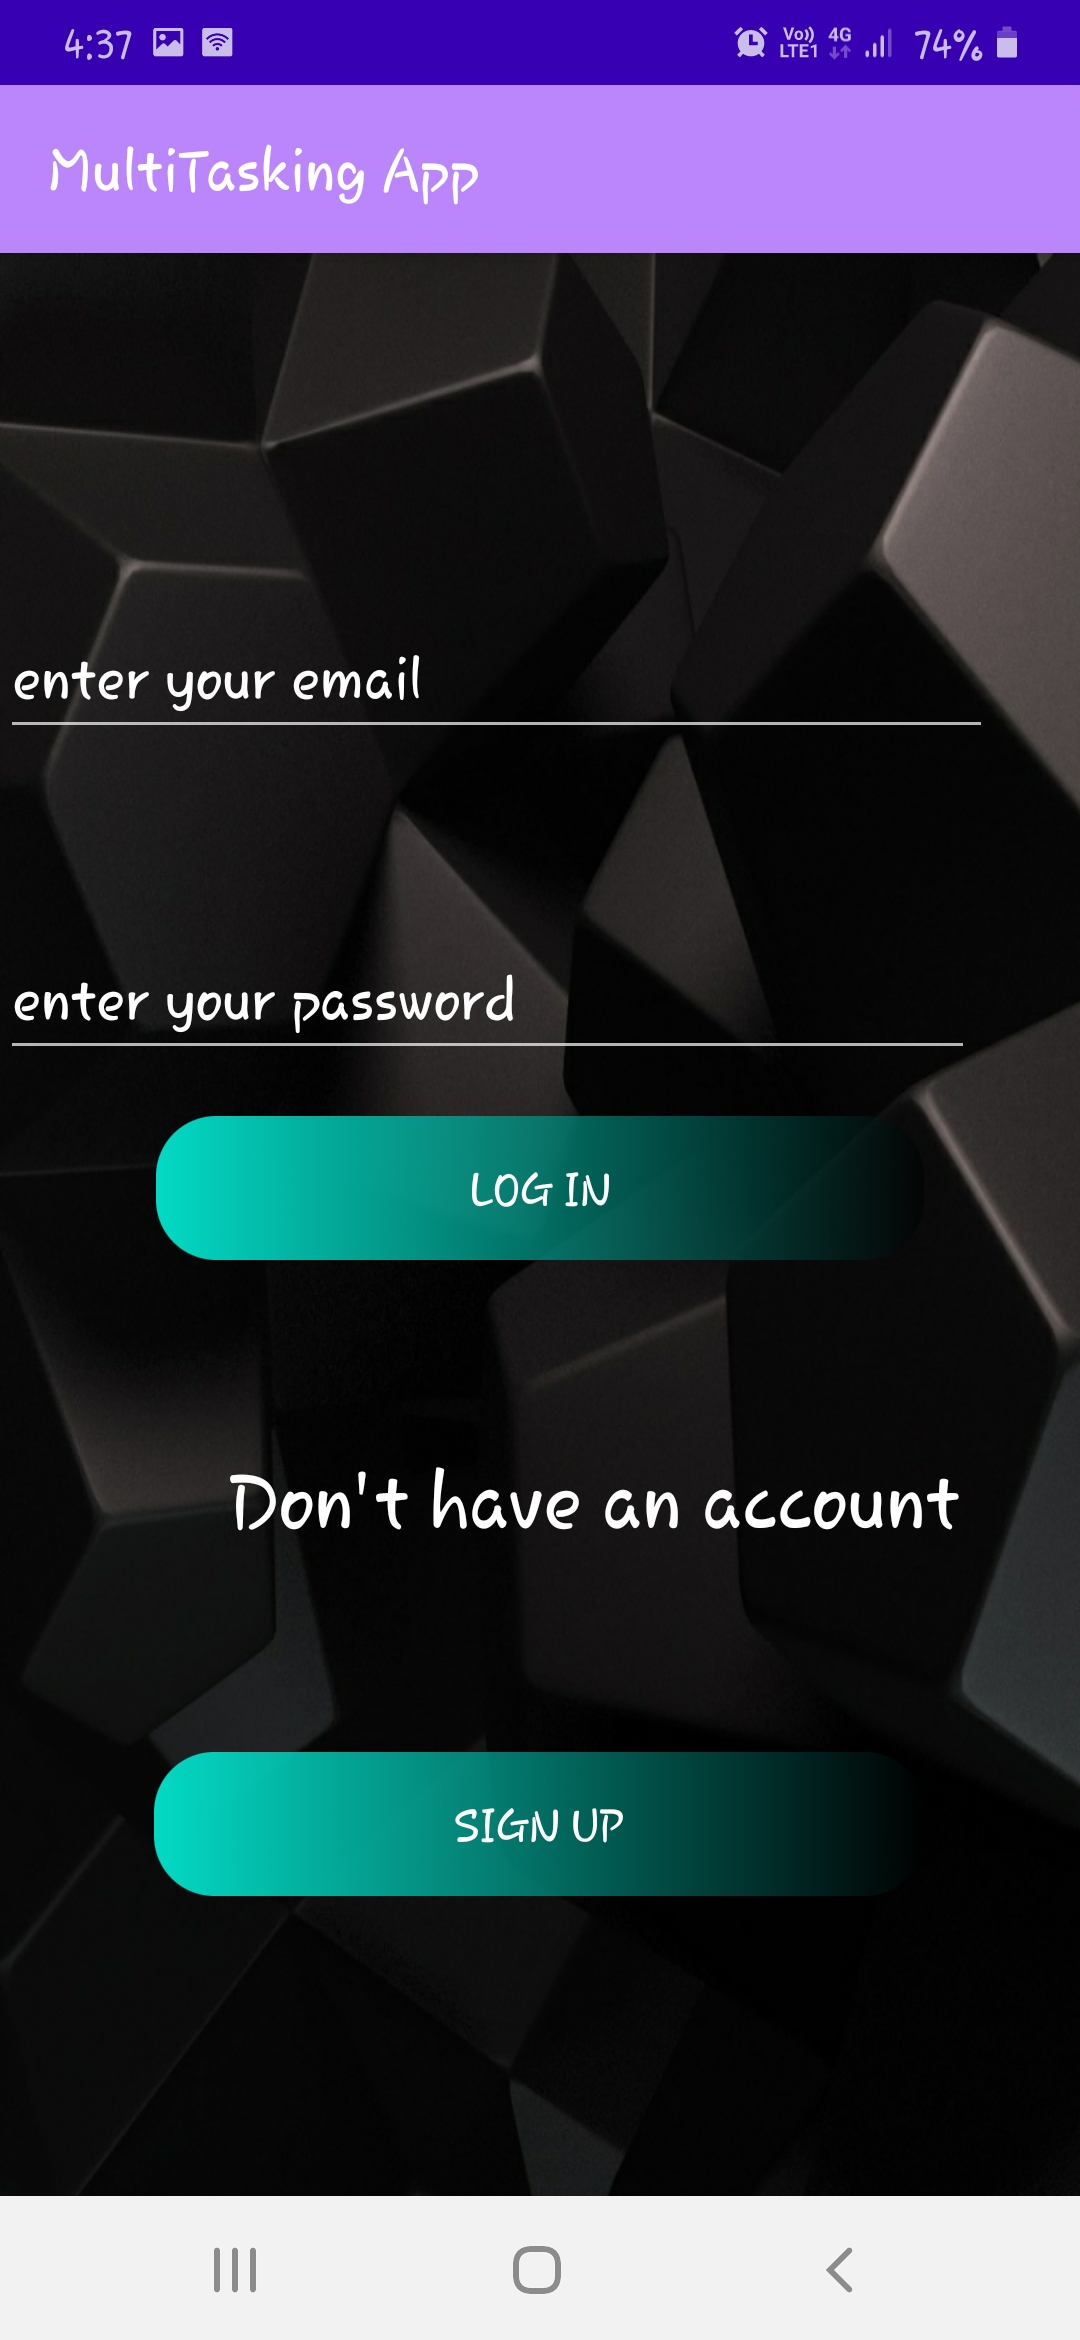 4:37 Vo)) LTE1 4G 74%
MultiTasking App
enter your email
enter your password
LOG IN
Don't have an account
SIGN UP